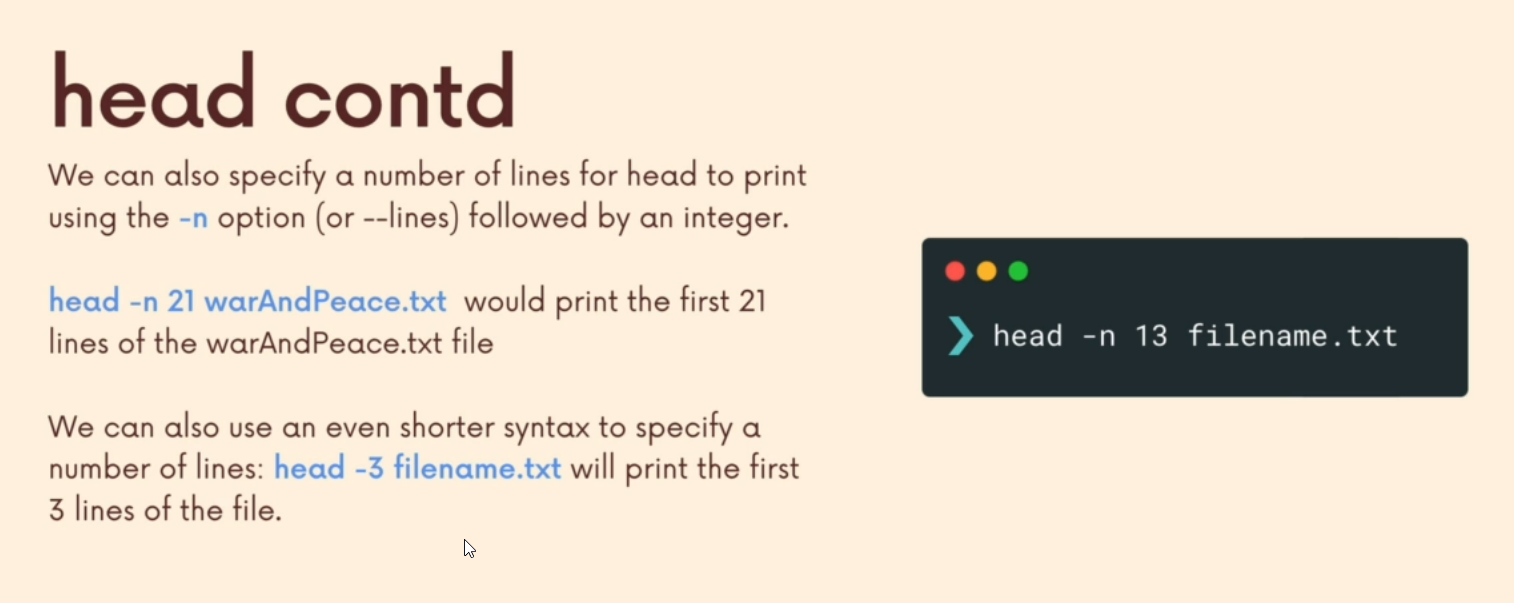 head contd
We can also specify a number of lines for head to print
using the -n option (or --lines) followed by an integer.
head -n 21 warAndPeace.txt would print the first 21
lines of the warAndPeace.txt file
We can also use an even shorter syntax to specify a
number of lines: head -3 filename.txt will print the first
3 lines of the file.
❯ head -n 13 filename.txt